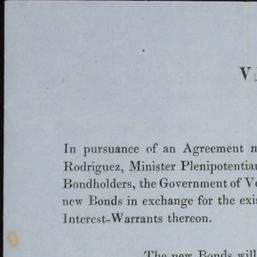 V
In pursuance of an Agreement
Rodriguez, Minister Plenipotentia
Bondholders, the Government of V
new Bonds in exchange for the exi
Interest-Warrants thereon.
The new Bonds will